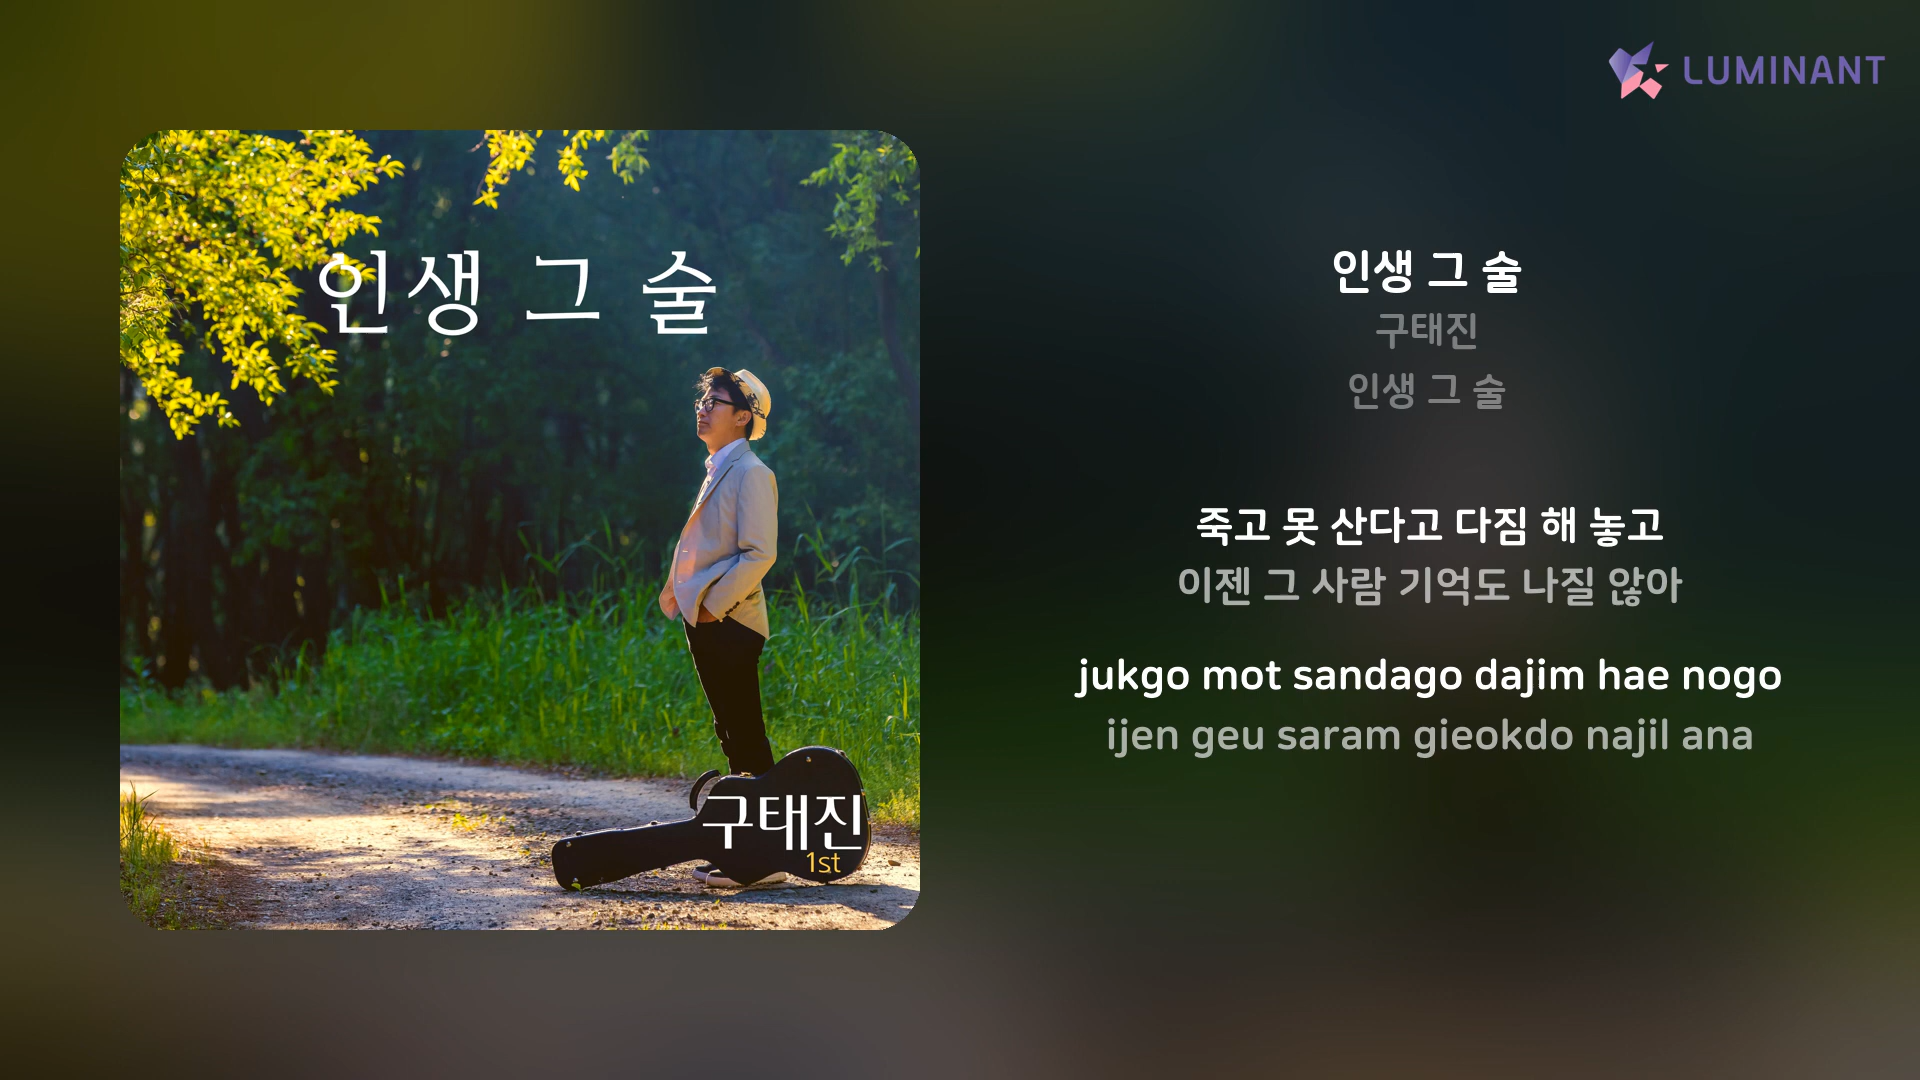 LUMINANT
인생 그 술
구태진
1st
인생 그 술
구태진
인생 그 술
죽고 못 산다고 다짐 해 놓고
이젠 그 사람 기억도 나질 않아
jukgo mot sandago dajim hae nogo
ijen geu saram gieokdo najil ana